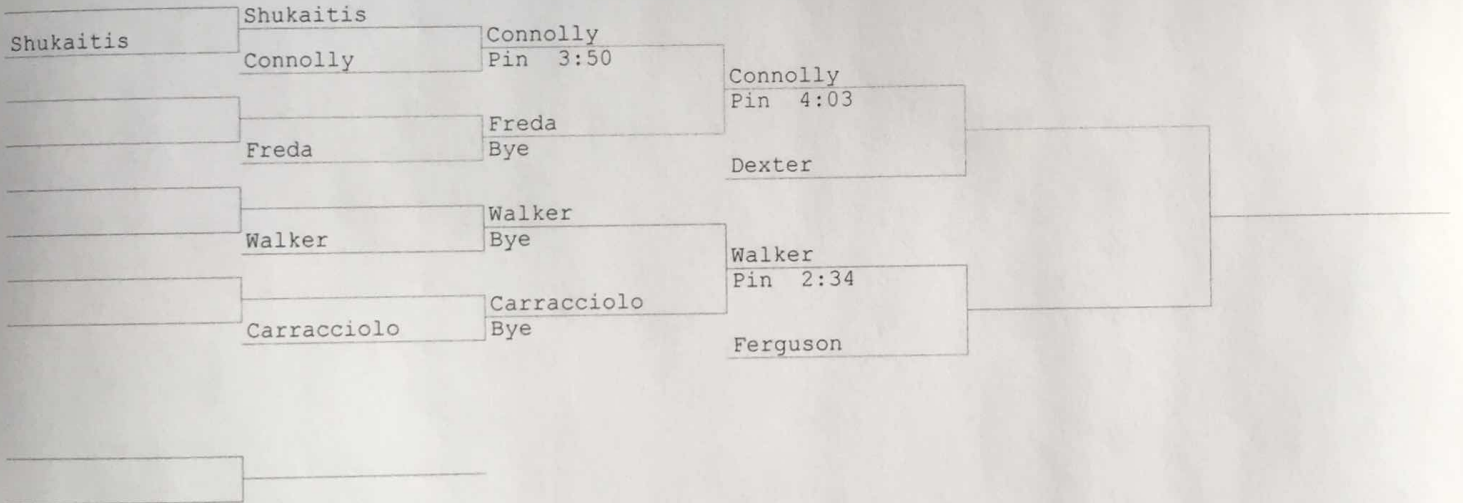 Shukaitis
Shukaitis
Connolly
Connolly
Pin 3:50
Freda
Freda
Bye
Connolly
Pin 4:03
Dexter
Walker
Walker
Bye
Carracciolo
Carracciolo
Bye
Walker
Pin 2:34
Ferguson